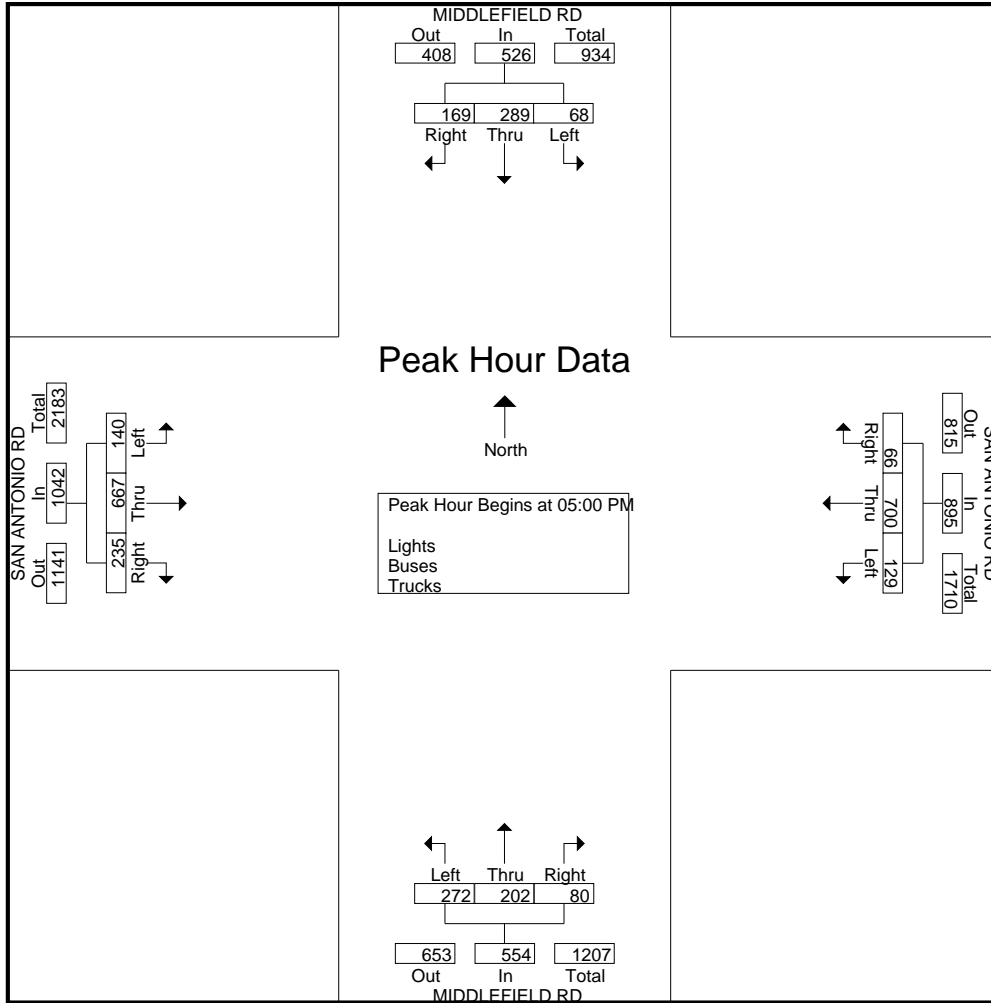 MIDDLEFIELD RD
Out In Total
408 526 934
169 289 68
Right Thru Left
Peak Hour Data
North
Peak Hour Begins at 05:00 PM
Lights
Buses
Trucks
SAN ANTONIO RD
Total In Out
2183 1042 1141
140 667 235
Left Thru Right
SAN ANTONIO RD
Out In Total
815 895 1710
66 700 129
Right Thru Left
Left Thru Right
272 202 80
653 554 1207
Out In Total
MIDDLEFIELD RD